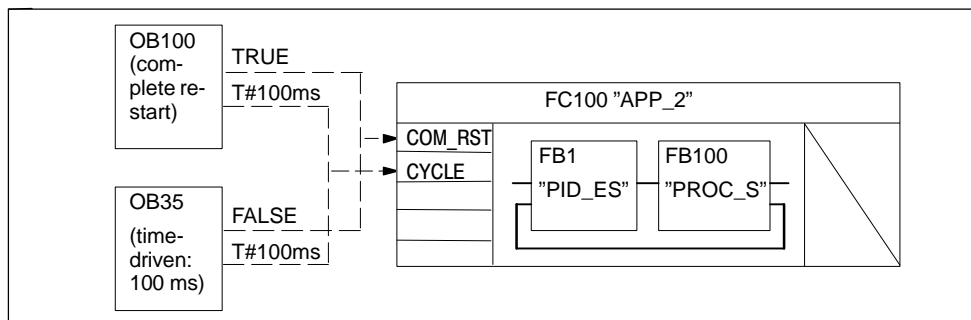 OB100
(com-
plete re-
start)
TRUE
T#100ms
OB35
(time-
driven:
100 ms)
FALSE
T#100ms
FC100 ”APP_2”
COM_RST
CYCLE
FB1
”PID_ES”
FB100
”PROC_S”